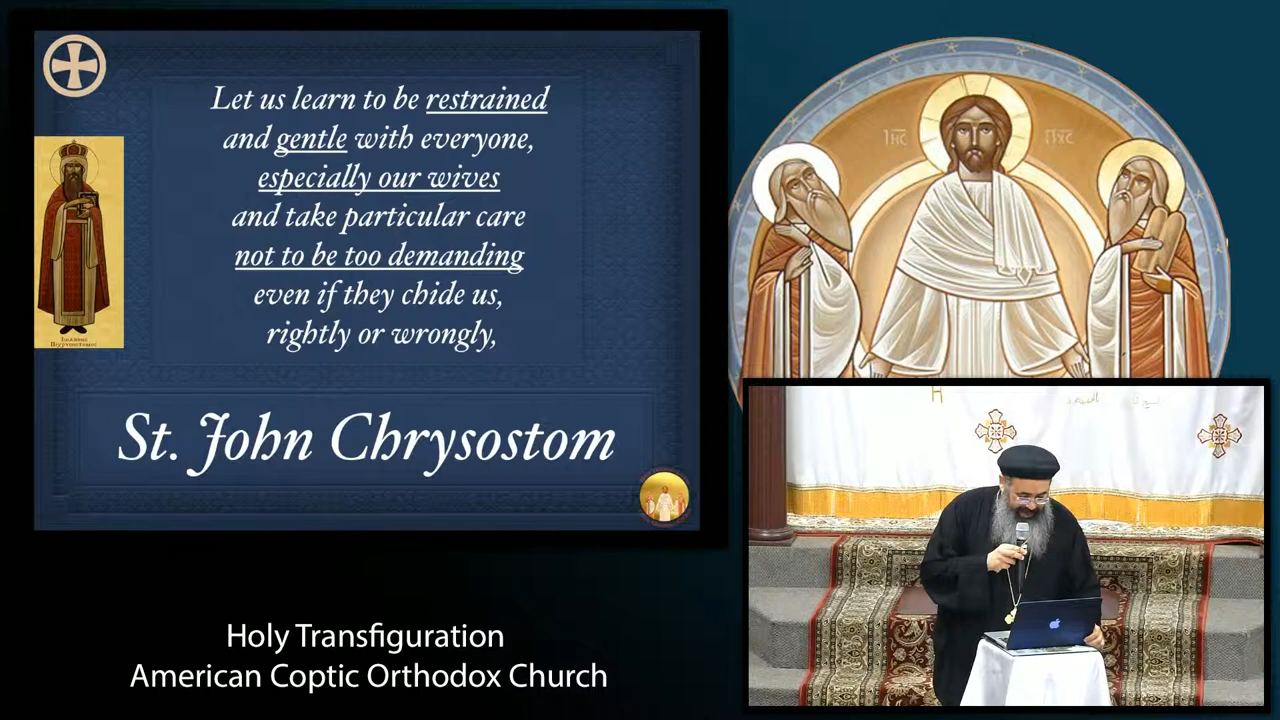 Let us learn to be restrained
and gentle with everyone,
especially our wives
and take particular care
not to be too demanding
even if they chide us,
rightly or wrongly,
St. John Chrysostom
Holy Transfiguration
American Coptic Orthodox Church